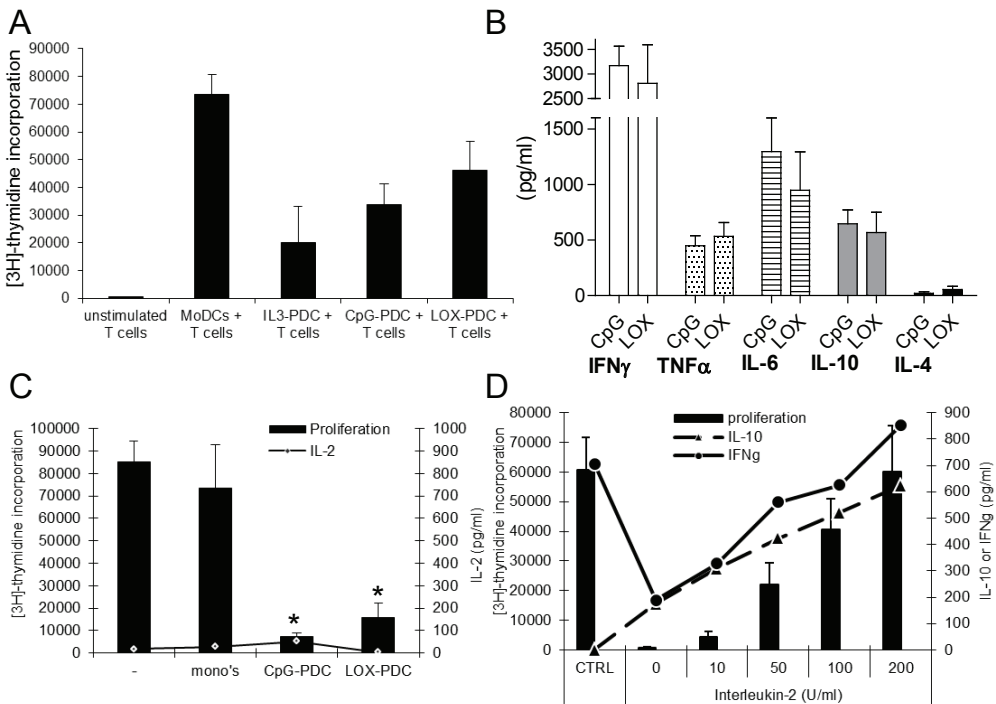 A
[3H]-thymidine incorporation
90000
80000
70000
60000
50000
40000
30000
20000
10000
0
unstimulated
T cells
MoDCs +
T cells
IL3-PDC +
T cells
CpG-PDC +
T cells
LOX-PDC +
T cells
B
(pg/ml)
3500
3000
2500
1500
1000
500
0
CpG
LOX
IFNγ
CpG
LOX
TNFα
CpG
LOX
IL-6
CpG
LOX
IL-10
CpG
LOX
IL-4
C
[3H]-thymidine incorporation
100000
90000
80000
70000
60000
50000
40000
30000
20000
10000
0
Proliferation
IL-2
*
*
-
mono's
CpG-PDC
LOX-PDC
1000
900
800
700
600
500
400
300
200
100
0
IL-2 (pg/ml)
D
[3H]-thymidine incorporation
80000
70000
60000
50000
40000
30000
20000
10000
0
proliferation
IL-10
IFNg
CTRL
0
10
50
100
200
Interleukin-2 (U/ml)
900
800
700
600
500
400
300
200
100
0
IL-10 or IFNg (pg/ml)